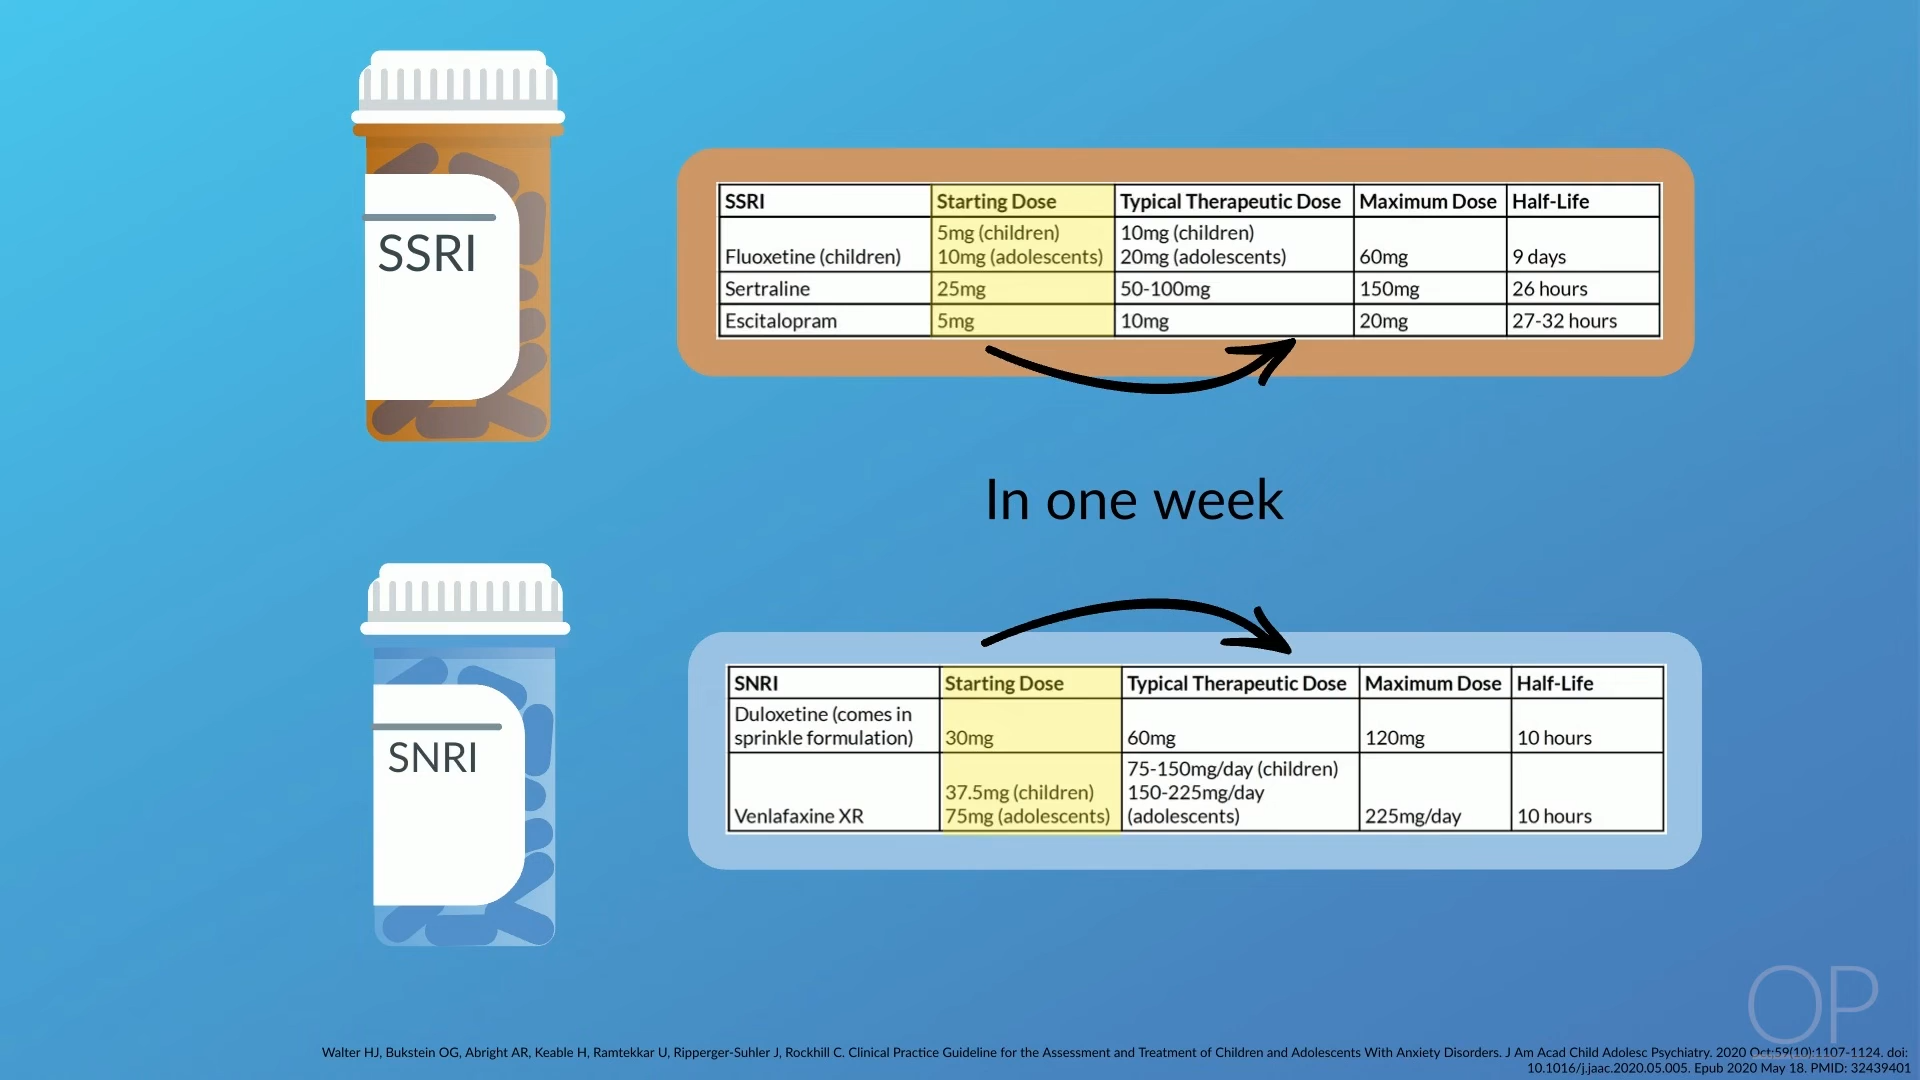 SSRI
SSRI Starting Dose Typical Therapeutic Dose Maximum Dose Half-Life
5mg (children) 10mg (children)
Fluoxetine (children) 10mg (adolescents) 20mg (adolescents) 60mg 9 days
Sertraline 25mg 50-100mg 150mg 26 hours
Escitalopram 5mg 10mg 20mg 27-32 hours
In one week
SNRI
SNRI Starting Dose Typical Therapeutic Dose Maximum Dose Half-Life
Duloxetine (comes in
sprinkle formulation) 30mg 60mg 120mg 10 hours
75-150mg/day (children)
37.5mg (children) 150-225mg/day
Venlafaxine XR 75mg (adolescents) (adolescents) 225mg/day 10 hours
OP
Walter HJ, Bukstein OG, Abright AR, Keable H, Ramtekkar U, Ripperger-Suhler J, Rockhill C. Clinical Practice Guideline for the Assessment and Treatment of Children and Adolescents With Anxiety Disorders. J Am Acad Child Adolesc Psychiatry. 2020 Oct;59(10):1107-1124. doi:
10.1016/j.jaac.2020.05.005. Epub 2020 May 18. PMID: 32439401